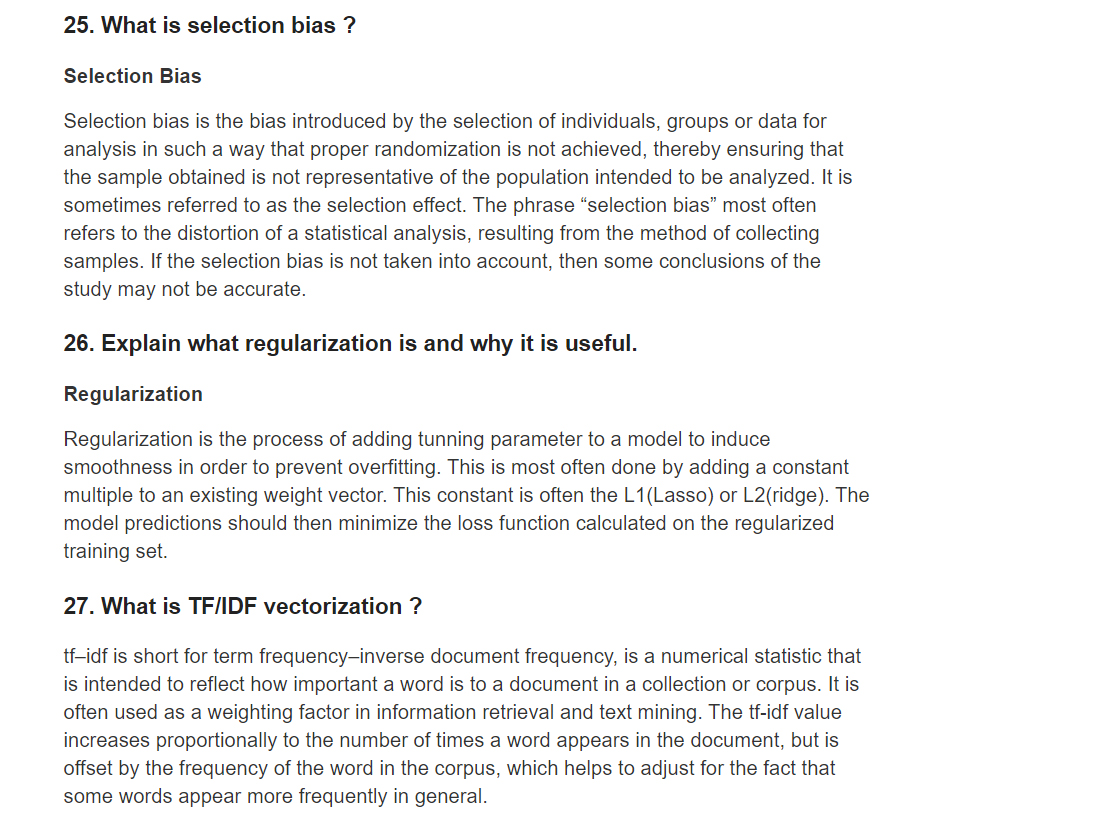 25. What is selection bias ?
Selection Bias
Selection bias is the bias introduced by the selection of individuals, groups or data for
analysis in such a way that proper randomization is not achieved, thereby ensuring that
the sample obtained is not representative of the population intended to be analyzed. It is
sometimes referred to as the selection effect. The phrase “selection bias” most often
refers to the distortion of a statistical analysis, resulting from the method of collecting
samples. If the selection bias is not taken into account, then some conclusions of the
study may not be accurate.
26. Explain what regularization is and why it is useful.
Regularization
Regularization is the process of adding tunning parameter to a model to induce
smoothness in order to prevent overfitting. This is most often done by adding a constant
multiple to an existing weight vector. This constant is often the L1(Lasso) or L2(ridge). The
model predictions should then minimize the loss function calculated on the regularized
training set.
27. What is TF/IDF vectorization ?
tf–idf is short for term frequency–inverse document frequency, is a numerical statistic that
is intended to reflect how important a word is to a document in a collection or corpus. It is
often used as a weighting factor in information retrieval and text mining. The tf-idf value
increases proportionally to the number of times a word appears in the document, but is
offset by the frequency of the word in the corpus, which helps to adjust for the fact that
some words appear more frequently in general.